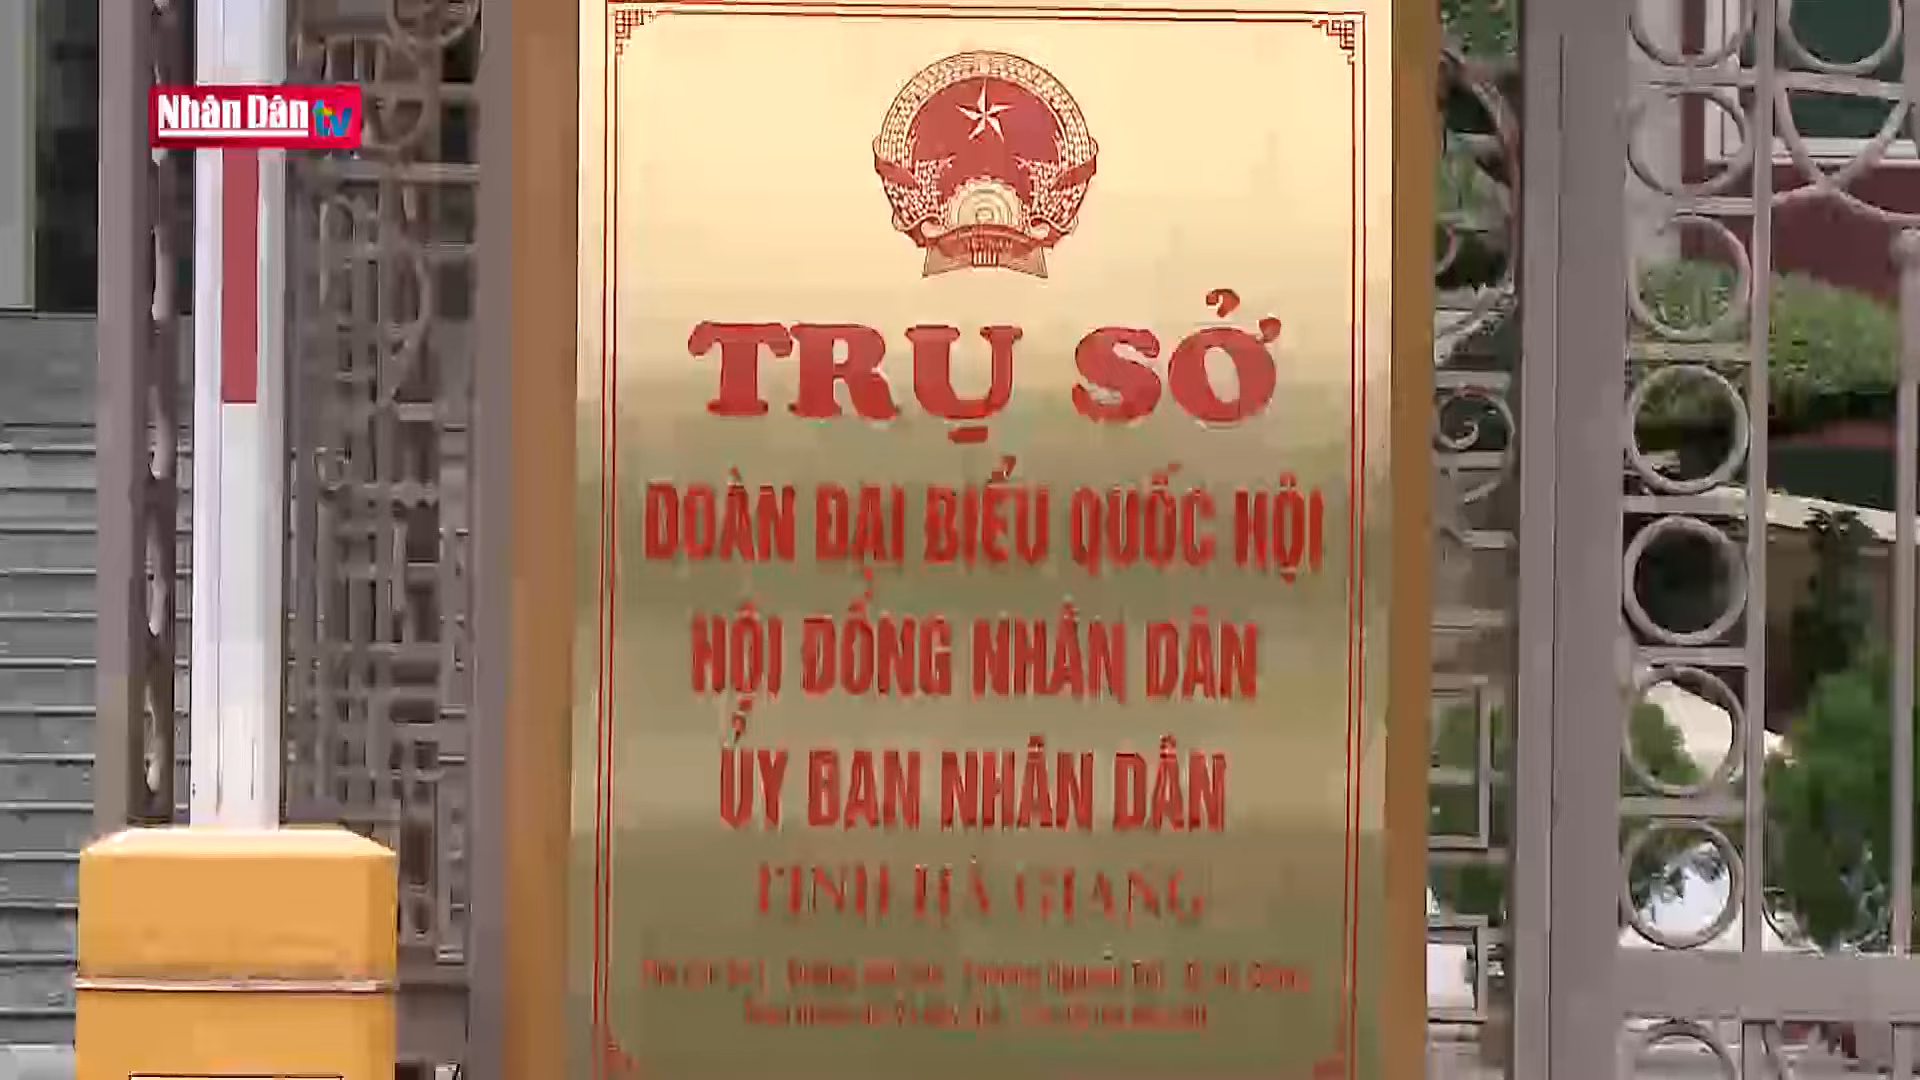 Nhân Dân tv
TRỤ SỞ
ĐOÀN ĐẠI BIỂU QUỐC HỘI
HỘI ĐỒNG NHÂN DÂN
ỦY BAN NHÂN DÂN
TỈNH HÀ GIANG